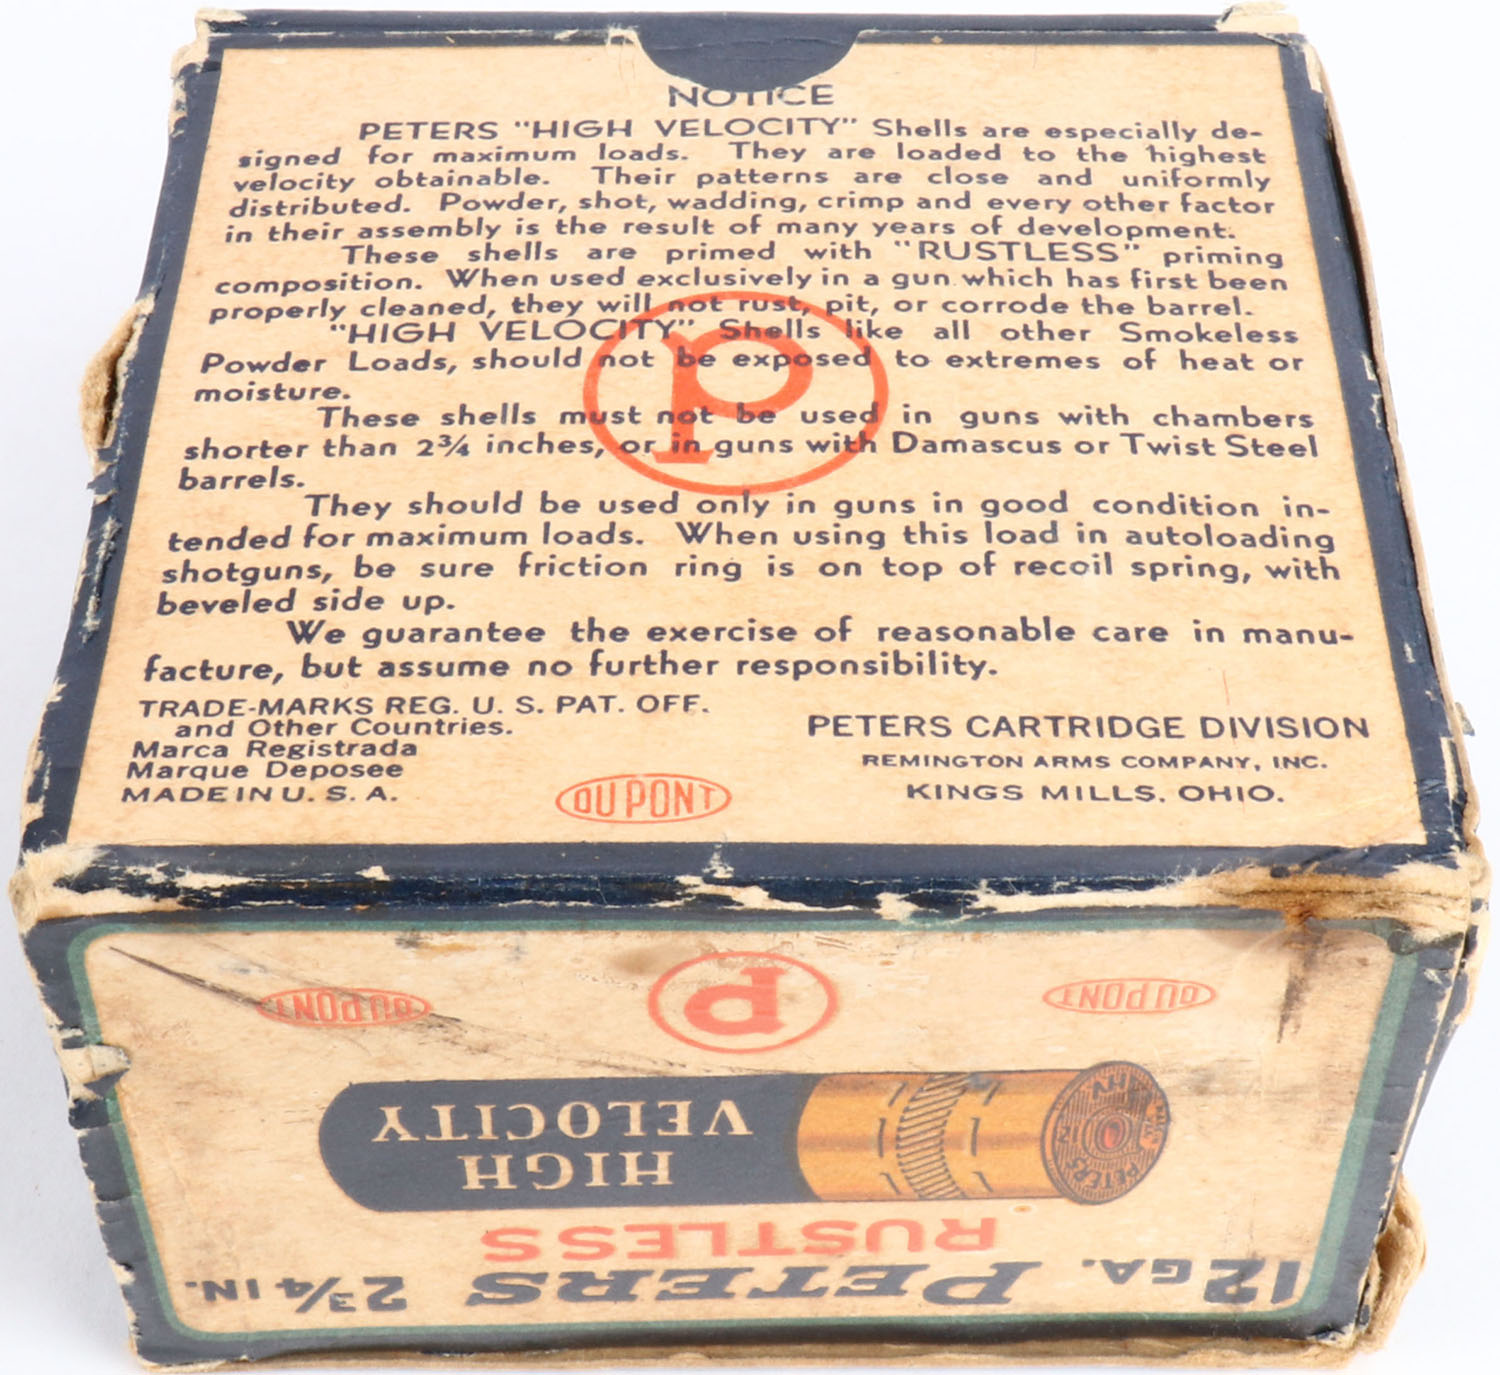 NOTICE
PETERS "HIGH VELOCITY" Shells are especially de-
signed for maximum loads. They are loaded to the highest
velocity obtainable. Their patterns are close and uniformly
distributed. Powder, shot, wadding, crimp and every other factor
in their assembly is the result of many years of development.
These shells are primed with "RUSTLESS" priming
composition. When used exclusively in a gun which has first been
properly cleaned, they will not rust, pit, or corrode the barrel.
"HIGH VELOCITY" Shells like all other Smokeless
Powder Loads, should not be exposed to extremes of heat or
moisture.
These shells must not be used in guns with chambers
shorter than 2¾ inches, or in guns with Damascus or Twist Steel
barrels.
They should be used only in guns in good condition in-
tended for maximum loads. When using this load in autoloading
shotguns, be sure friction ring is on top of recoil spring, with
beveled side up.
We guarantee the exercise of reasonable care in manu-
facture, but assume no further responsibility.
P
TRADE-MARKS REG. U. S. PAT. OFF.
and Other Countries.
Marca Registrada
Marque Deposee
MADE IN U. S. A.
DU PONT
PETERS CARTRIDGE DIVISION
REMINGTON ARMS COMPANY, INC.
KINGS MILLS, OHIO.
12 GA. PETERS 2¾ IN.
RUSTLESS
HIGH
VELOCITY
PETERS
HV
DU PONT
P
DU PONT